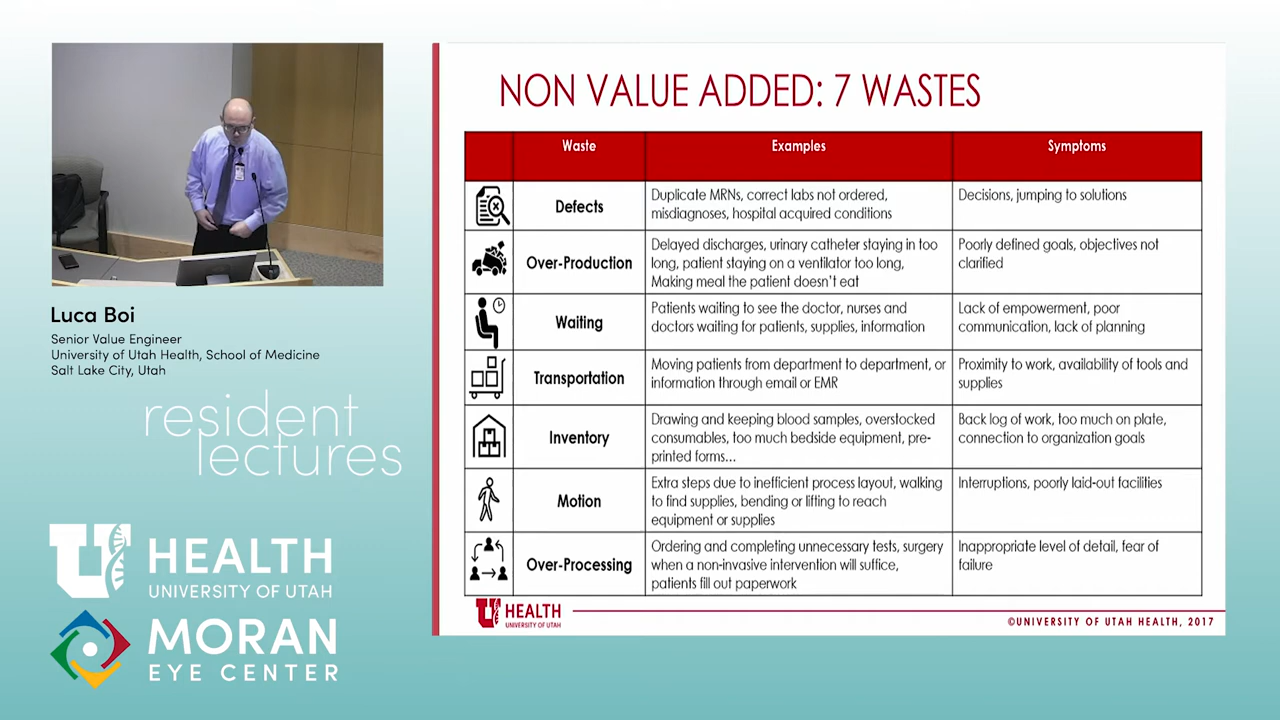 Luca Boi
Senior Value Engineer
University of Utah Health, School of Medicine
Salt Lake City, Utah
resident
lectures
U HEALTH
UNIVERSITY OF UTAH
MORAN
EYE CENTER
NON VALUE ADDED: 7 WASTES
Waste Examples Symptoms
Defects
Duplicate MRNs, correct labs not ordered,
misdiagnoses, hospital acquired conditions
Decisions, jumping to solutions
Over-Production
Delayed discharges, urinary catheter staying in too
long, patient staying on a ventilator too long,
Making meal the patient doesn't eat
Poorly defined goals, objectives not
clarified
Waiting
Patients waiting to see the doctor, nurses and
doctors waiting for patients, supplies, information
Lack of empowerment, poor
communication, lack of planning
Transportation
Moving patients from department to department, or
information through email or EMR
Proximity to work, availability of tools and
supplies
Inventory
Drawing and keeping blood samples, overstocked
consumables, too much bedside equipment, pre-
printed forms...
Back log of work, too much on plate,
connection to organization goals
Motion
Extra steps due to inefficient process layout, walking
to find supplies, bending or lifting to reach
equipment or supplies
Interruptions, poorly laid-out facilities
Over-Processing
Ordering and completing unnecessary tests, surgery
when a non-invasive intervention will suffice,
patients fill out paperwork
Inappropriate level of detail, fear of
failure
U HEALTH
UNIVERSITY OF UTAH
©UNIVERSITY OF UTAH HEALTH, 2017